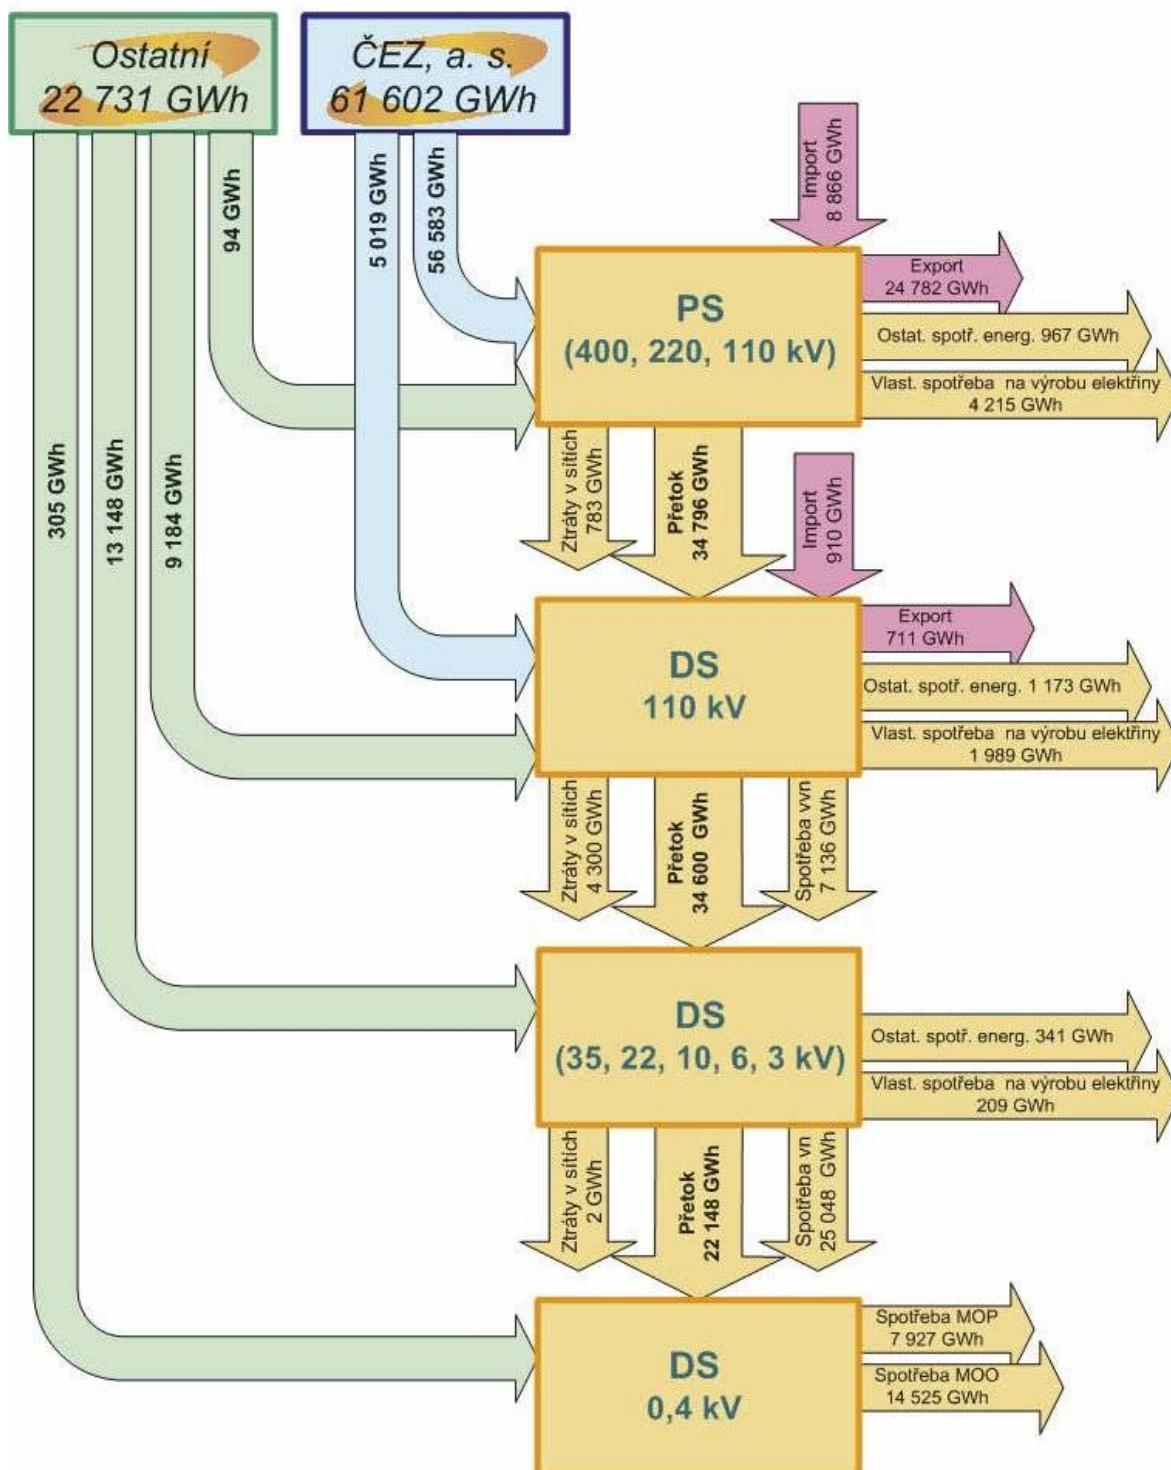 Ostatní
22 731 GWh
ČEZ, a. s.
61 602 GWh
305 GWh
13 148 GWh
9 184 GWh
94 GWh
5 019 GWh
56 583 GWh
Import
8 866 GWh
PS
(400, 220, 110 kV)
Export
24 782 GWh
Ostat. spotř. energ. 967 GWh
Vlast. spotřeba na výrobu elektřiny
4 215 GWh
Ztráty v sítích
783 GWh
Přetok
34 796 GWh
Import
910 GWh
DS
110 kV
Export
711 GWh
Ostat. spotř. energ. 1 173 GWh
Vlast. spotřeba na výrobu elektřiny
1 989 GWh
Ztráty v sítích
4 300 GWh
Přetok
34 600 GWh
Spotřeba vvn
7 136 GWh
DS
(35, 22, 10, 6, 3 kV)
Ostat. spotř. energ. 341 GWh
Vlast. spotřeba na výrobu elektřiny
209 GWh
Ztráty v sítích
2 GWh
Přetok
22 148 GWh
Spotřeba vn
25 048 GWh
DS
0,4 kV
Spotřeba MOP
7 927 GWh
Spotřeba MOO
14 525 GWh